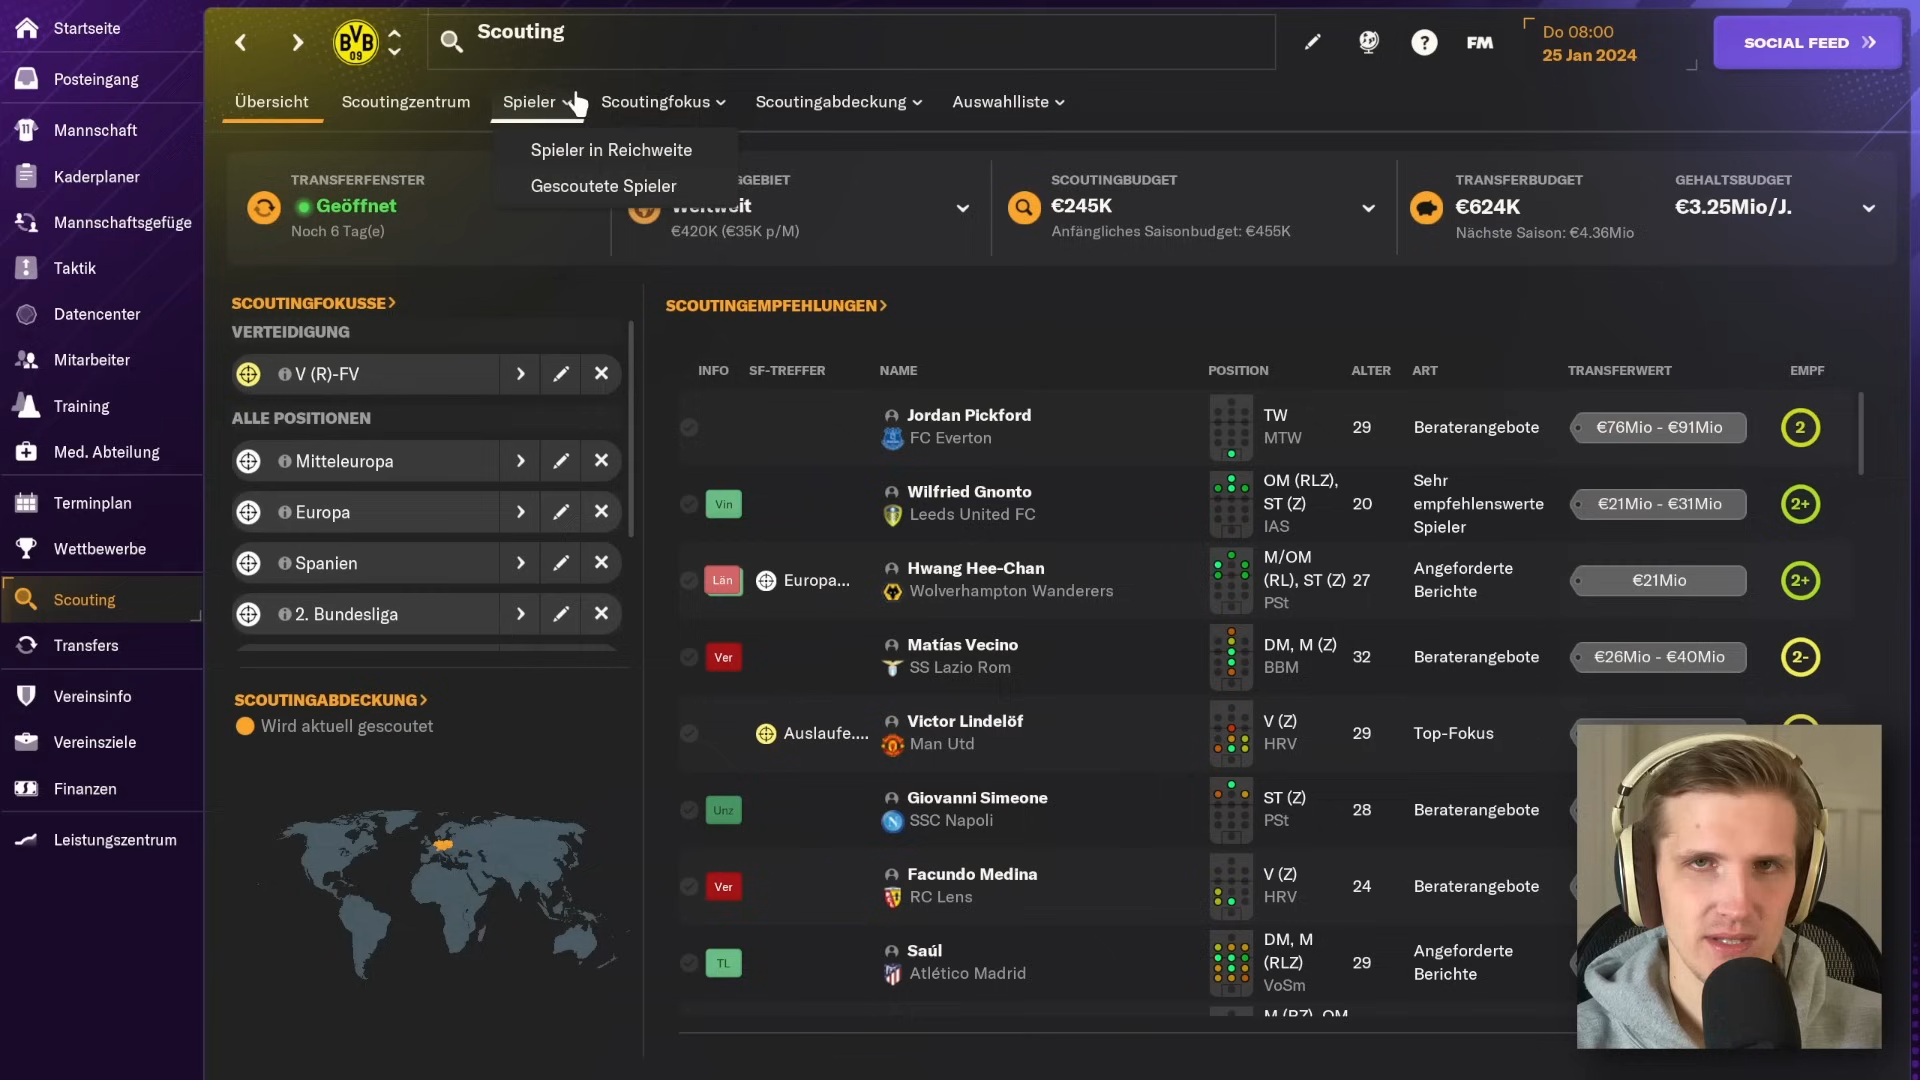 Startseite
Posteingang
Mannschaft
Kaderplaner
Mannschaftsgefüge
Taktik
Datencenter
Mitarbeiter
Training
Med. Abteilung
Terminplan
Wettbewerbe
Scouting
Transfers
Vereinsinfo
Vereinsziele
Finanzen
Leistungszentrum
BVB 09
Scouting
FM
Do 08:00
25 Jan 2024
SOCIAL FEED
Übersicht
Scoutingzentrum
Spieler
Scoutingfokus
Scoutingabdeckung
Auswahlliste
Spieler in Reichweite
Gescoutete Spieler
TRANSFERFENSTER
Geöffnet
Noch 6 Tag(e)
GGEBIET
Weltweit
€420K (€35K p/M)
SCOUTINGBUDGET
€245K
Anfängliches Saisonbudget: €455K
TRANSFERBUDGET
€624K
Nächste Saison: €4.36Mio
GEHALTSBUDGET
€3.25Mio/J.
SCOUTINGFOKUSSE
VERTEIDIGUNG
V (R)-FV
ALLE POSITIONEN
Mitteleuropa
Europa
Spanien
2. Bundesliga
SCOUTINGABDECKUNG
Wird aktuell gescoutet
SCOUTINGEMPFEHLUNGEN
INFO SF-TREFFER NAME POSITION ALTER ART TRANSFERWERT EMPF
Jordan Pickford
FC Everton
TW
MTW
29
Beraterangebote
€76Mio - €91Mio
2
Vin
Wilfried Gnonto
Leeds United FC
OM (RLZ),
ST (Z)
IAS
20
Sehr
empfehlenswerte
Spieler
€21Mio - €31Mio
2+
Län
Europa...
Hwang Hee-Chan
Wolverhampton Wanderers
M/OM
(RL), ST (Z)
PSt
27
Angeforderte
Berichte
€21Mio
2+
Ver
Matías Vecino
SS Lazio Rom
DM, M (Z)
BBM
32
Beraterangebote
€26Mio - €40Mio
2-
Auslaufe....
Victor Lindelöf
Man Utd
V (Z)
HRV
29
Top-Fokus
Unz
Giovanni Simeone
SSC Napoli
ST (Z)
PSt
28
Beraterangebote
Ver
Facundo Medina
RC Lens
V (Z)
HRV
24
Beraterangebote
TL
Saúl
Atlético Madrid
DM, M
(RLZ)
VoSm
29
Angeforderte
Berichte